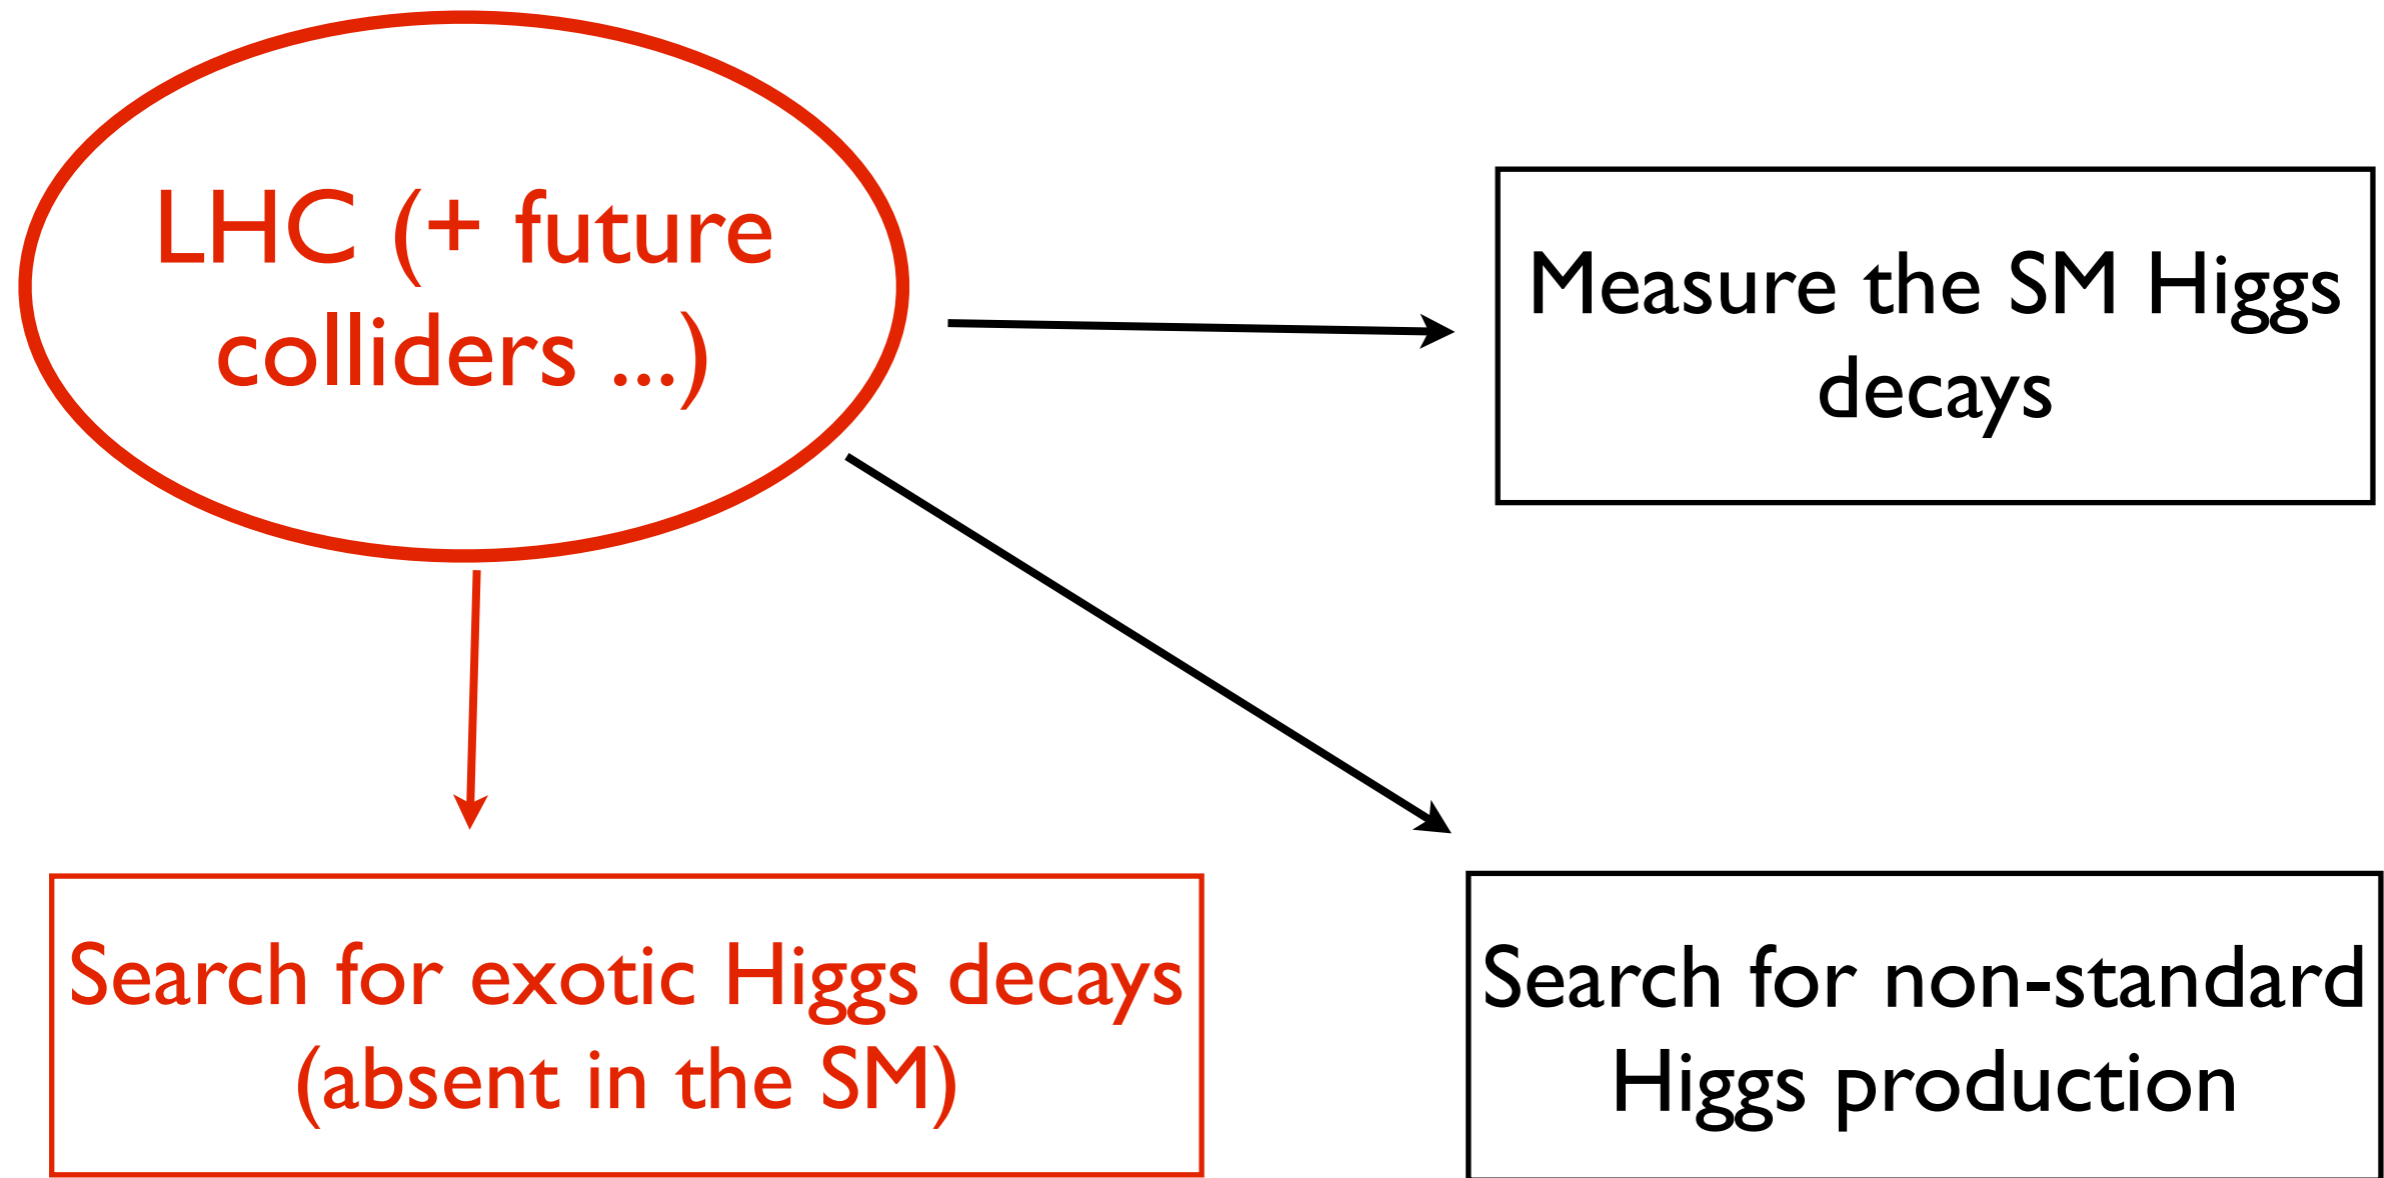 LHC (+ future
colliders ...)
Measure the SM Higgs
decays
Search for exotic Higgs decays
(absent in the SM)
Search for non-standard
Higgs production